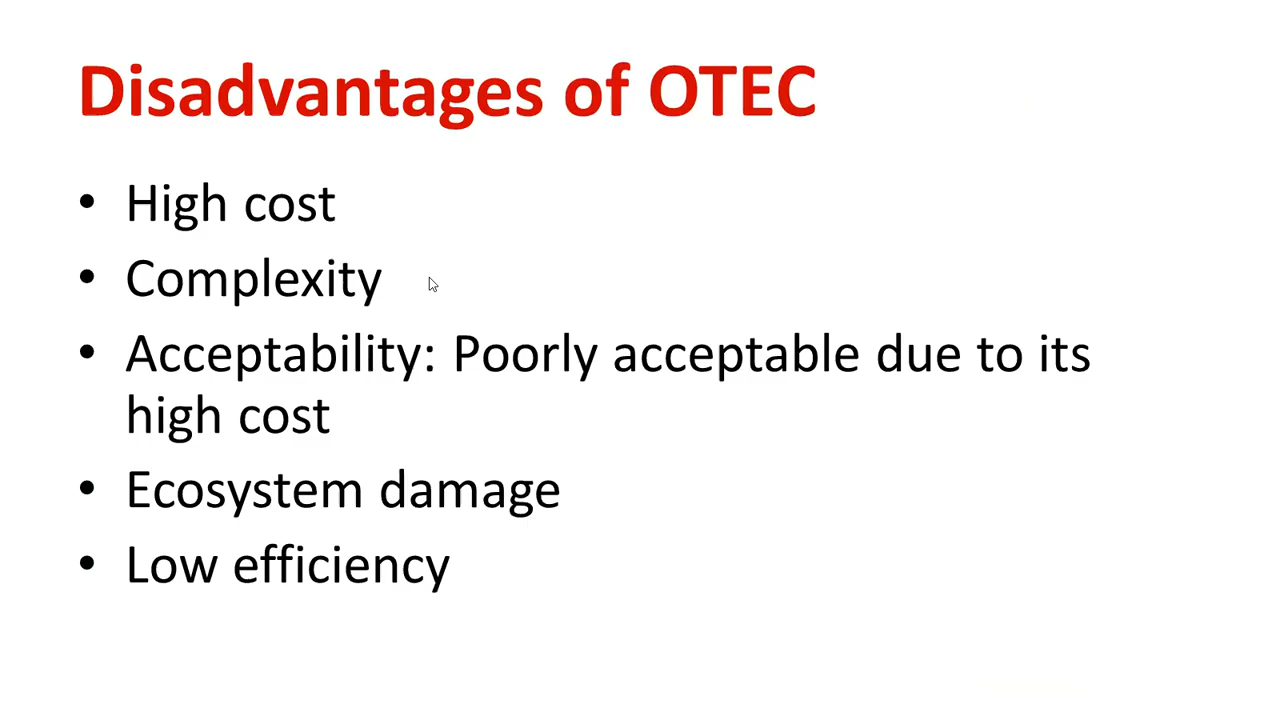 Disadvantages of OTEC
• High cost
• Complexity
• Acceptability: Poorly acceptable due to its
high cost
• Ecosystem damage
• Low efficiency